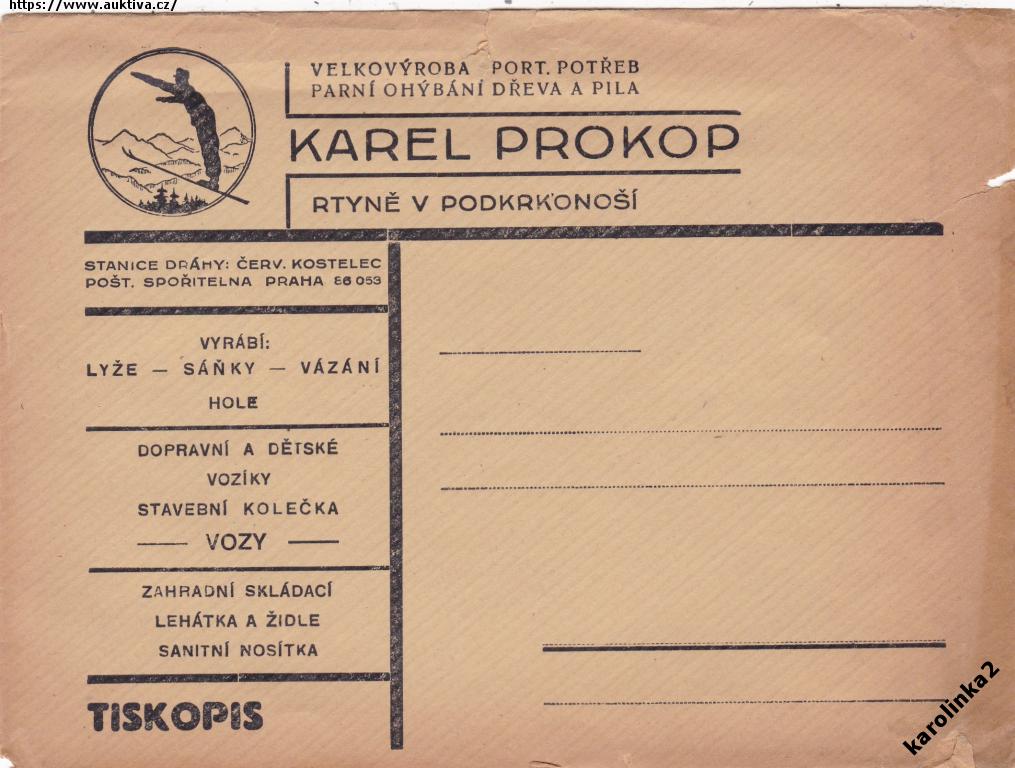 https://www.auktiva.cz/
VELKOVÝROBA PORT. POTŘEB
PARNÍ OHÝBÁNÍ DŘEVA A PILA
KAREL PROKOP
RTYNĚ V PODKRKONOŠÍ
STANICE DRÁHY: ČERV. KOSTELEC
POŠT. SPOŘITELNA PRAHA 86 053
VYRÁBÍ:
LYŽE — SÁŇKY — VÁZÁNÍ
HOLE
DOPRAVNÍ A DĚTSKÉ
VOZÍKY
STAVEBNÍ KOLEČKA
— VOZY —
ZAHRADNÍ SKLÁDACÍ
LEHÁTKA A ŽIDLE
SANITNÍ NOSÍTKA
TISKOPIS
karolinka2